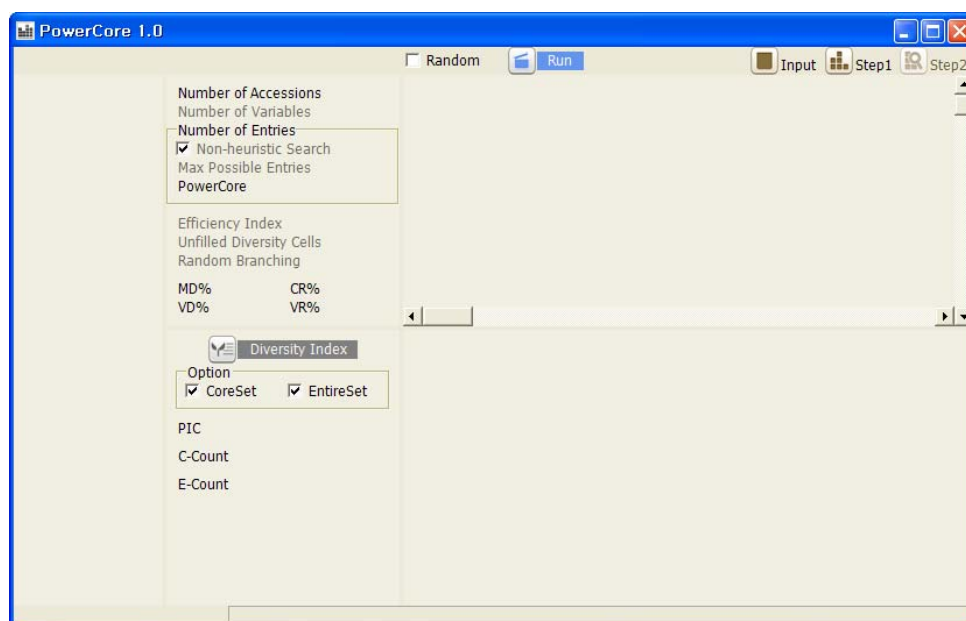 PowerCore 1.0
Random Run Input Step1 Step2
Number of Accessions
Number of Variables
Number of Entries
Non-heuristic Search
Max Possible Entries
PowerCore
Efficiency Index
Unfilled Diversity Cells
Random Branching
MD% CR%
VD% VR%
Diversity Index
Option
CoreSet EntireSet
PIC
C-Count
E-Count